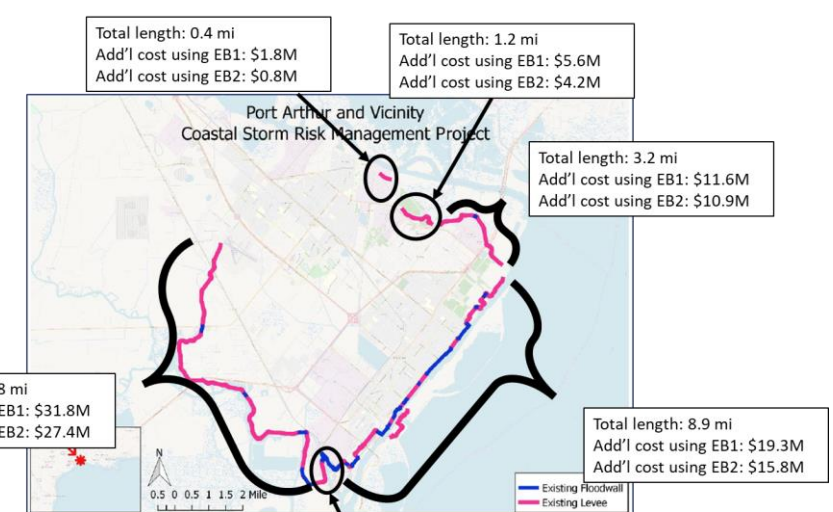 Total length: 0.4 mi
Add'l cost using EB1: $1.8M
Add'l cost using EB2: $0.8M
Total length: 1.2 mi
Add'l cost using EB1: $5.6M
Add'l cost using EB2: $4.2M
Port Arthur and Vicinity
Coastal Storm Risk Management Project
Total length: 3.2 mi
Add'l cost using EB1: $11.6M
Add'l cost using EB2: $10.9M
8 mi
EB1: $31.8M
EB2: $27.4M
Total length: 8.9 mi
Add'l cost using EB1: $19.3M
Add'l cost using EB2: $15.8M
N
0.5 0 0.5 1 1.5 2 Mile
Existing Floodwall
Existing Levee